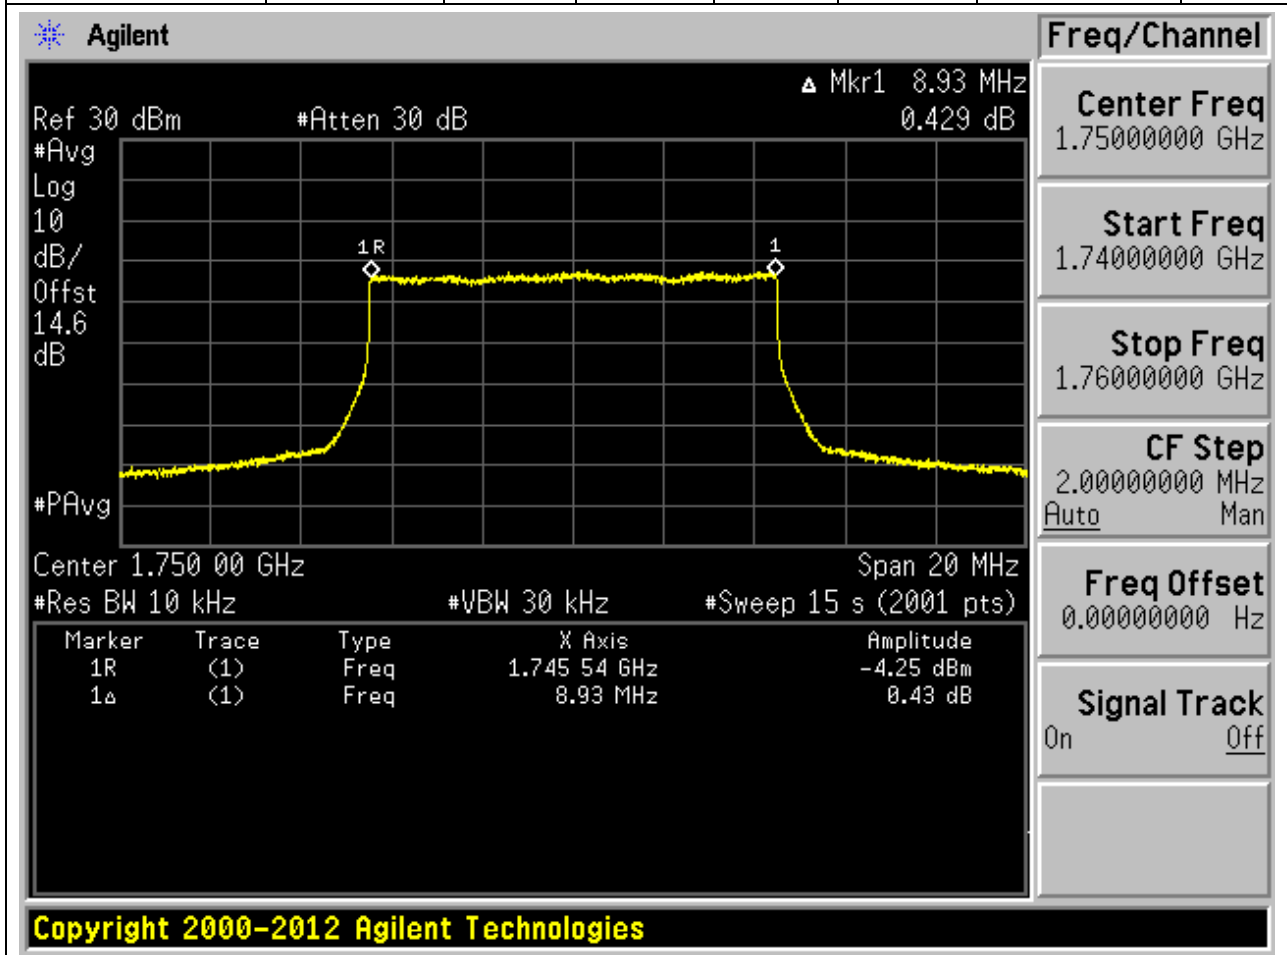 Agilent
Freq/Channel
▵ Mkr1 8.93 MHz
Ref 30 dBm #Atten 30 dB 0.429 dB
#Avg
Log
10
dB/
Offst
14.6
dB
1R
1
#PAvg
Center 1.750 00 GHz Span 20 MHz
#Res BW 10 kHz #VBW 30 kHz #Sweep 15 s (2001 pts)
Marker Trace Type X Axis Amplitude
1R (1) Freq 1.745 54 GHz -4.25 dBm
1▵ (1) Freq 8.93 MHz 0.43 dB
Center Freq
1.75000000 GHz
Start Freq
1.74000000 GHz
Stop Freq
1.76000000 GHz
CF Step
2.00000000 MHz
Auto Man
Freq Offset
0.00000000 Hz
Signal Track
On Off
Copyright 2000-2012 Agilent Technologies